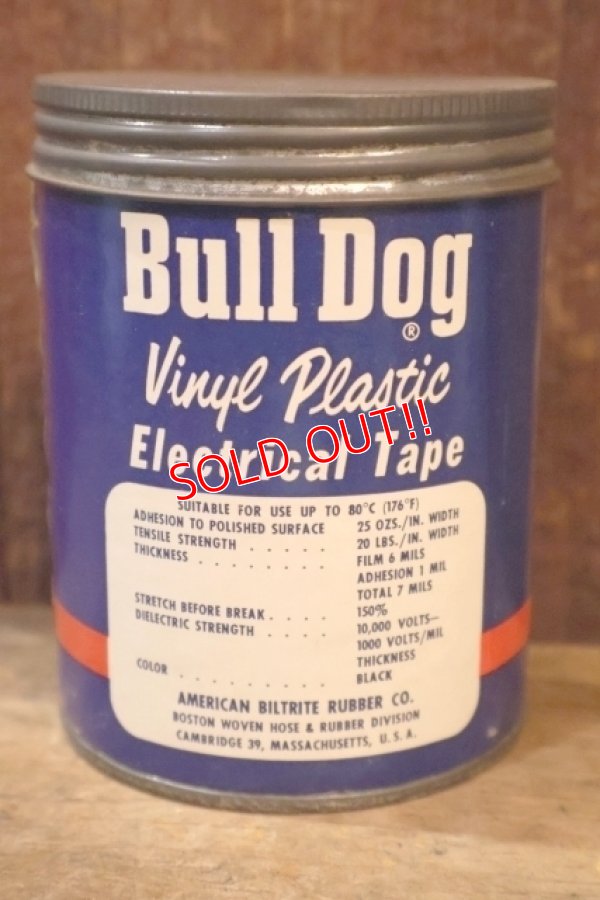 Bull Dog
®
Vinyl Plastic
Electrical Tape
SOLD OUT!!
SUITABLE FOR USE UP TO 80°C (176°F)
ADHESION TO POLISHED SURFACE 25 OZS./IN. WIDTH
TENSILE STRENGTH . . . . . 20 LBS./IN. WIDTH
THICKNESS . . . . . . . . FILM 6 MILS
ADHESION 1 MIL
TOTAL 7 MILS
STRETCH BEFORE BREAK . . . . 150%
DIELECTRIC STRENGTH . . . . 10,000 VOLTS—
1000 VOLTS/MIL
THICKNESS
COLOR . . . . . . . . . BLACK
AMERICAN BILTRITE RUBBER CO.
BOSTON WOVEN HOSE & RUBBER DIVISION
CAMBRIDGE 39, MASSACHUSETTS, U. S. A.